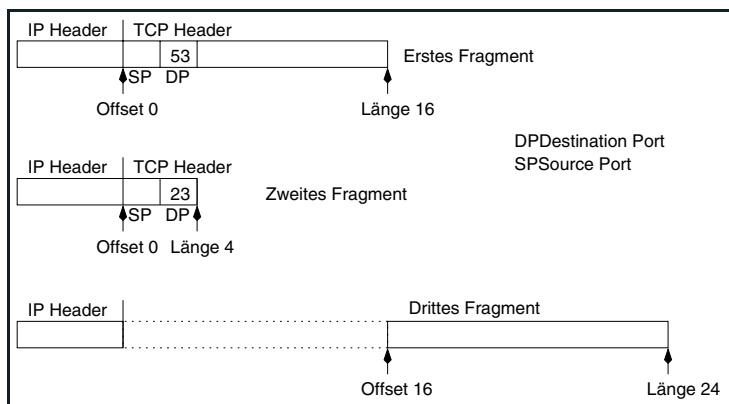 IP Header TCP Header
53
Erstes Fragment
SP DP
Offset 0 Länge 16
DPDestination Port
SPSource Port
IP Header TCP Header
23
Zweites Fragment
SP DP
Offset 0 Länge 4
IP Header Drittes Fragment
Offset 16 Länge 24